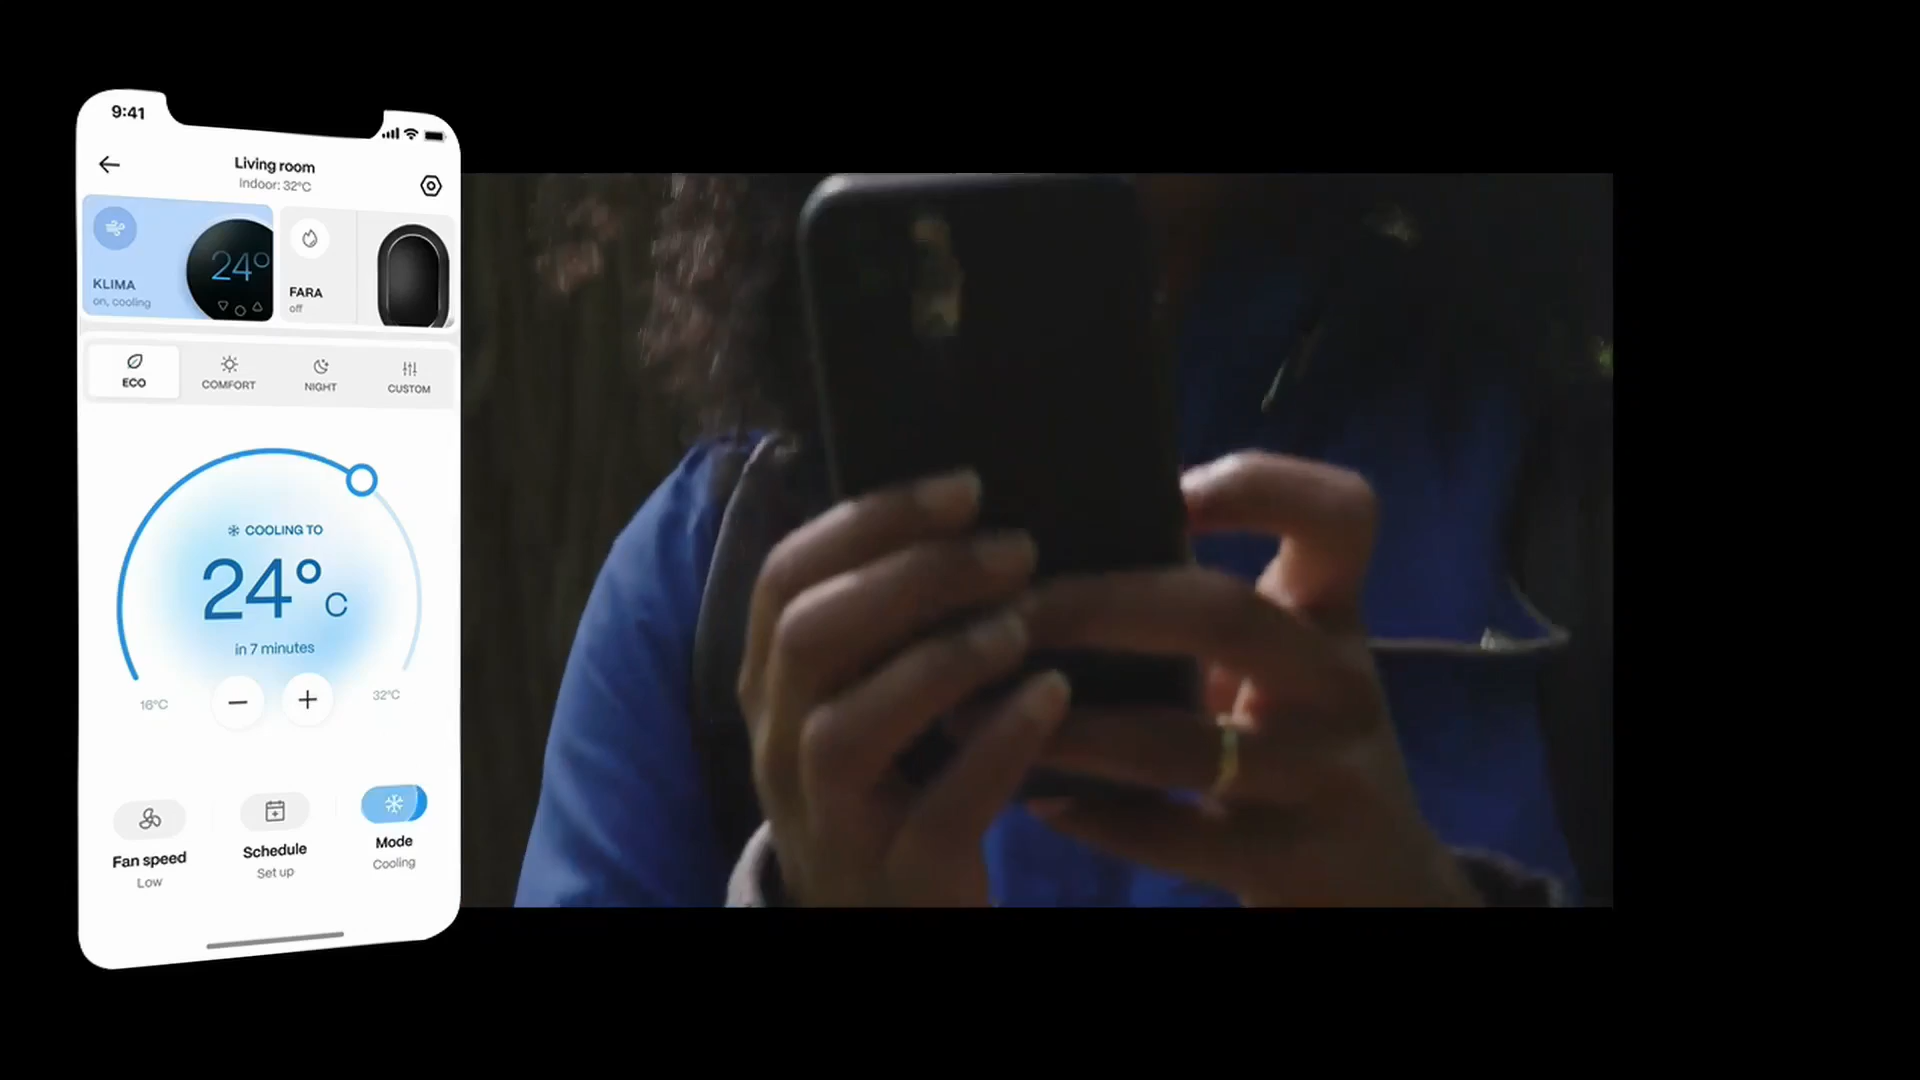 9:41
Living room
Indoor: 32°C
24°
KLIMA
on, cooling
FARA
off
ECO
COMFORT
NIGHT
CUSTOM
COOLING TO
24° C
in 7 minutes
16°C
32°C
Fan speed
Low
Schedule
Set up
Mode
Cooling